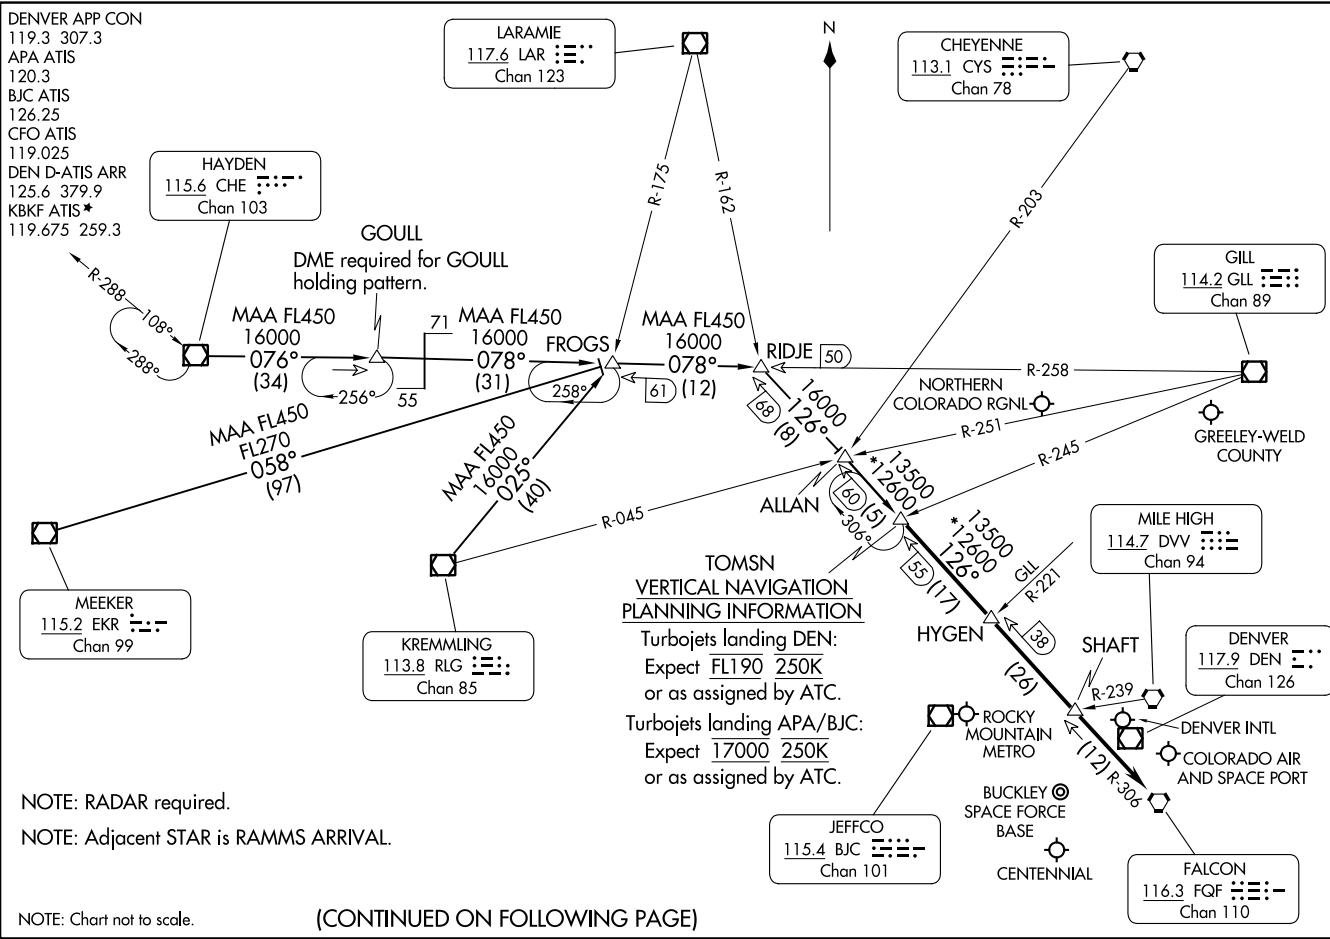 DENVER APP CON
119.3 307.3
APA ATIS
120.3
BJC ATIS
126.25
CFO ATIS
119.025
DEN D-ATIS ARR
125.6 379.9
KBKF ATIS★
119.675 259.3
LARAMIE
117.6 LAR
Chan 123
N
CHEYENNE
113.1 CYS
Chan 78
HAYDEN
115.6 CHE
Chan 103
GILL
114.2 GLL
Chan 89
R-175
R-162
R-203
R-288
108°
288°
GOULL
DME required for GOULL
holding pattern.
MAA FL450
16000
076°
(34)
256°
71
55
MAA FL450
16000
078°
(31)
FROGS
258°
61
MAA FL450
16000
078°
(12)
RIDJE
50
R-258
NORTHERN
COLORADO RGNL
R-251
R-245
GREELEY-WELD
COUNTY
68
16000
126°
(8)
MAA FL450
FL270
058°
(97)
MAA FL450
16000
025°
(40)
R-045
ALLAN
60
(5)
13500
*12600
306°
55
(17)
13500
*12600
126°
GLL
R-221
HYGEN
38
(26)
SHAFT
R-239
(12)
R-306
MILE HIGH
114.7 DVV
Chan 94
DENVER
117.9 DEN
Chan 126
MEEKER
115.2 EKR
Chan 99
KREMMLING
113.8 RLG
Chan 85
TOMSN
VERTICAL NAVIGATION
PLANNING INFORMATION
Turbojets landing DEN:
Expect FL190 250K
or as assigned by ATC.
Turbojets landing APA/BJC:
Expect 17000 250K
or as assigned by ATC.
ROCKY
MOUNTAIN
METRO
DENVER INTL
COLORADO AIR
AND SPACE PORT
BUCKLEY
SPACE FORCE
BASE
CENTENNIAL
JEFFCO
115.4 BJC
Chan 101
FALCON
116.3 FQF
Chan 110
NOTE: RADAR required.
NOTE: Adjacent STAR is RAMMS ARRIVAL.
NOTE: Chart not to scale.
(CONTINUED ON FOLLOWING PAGE)